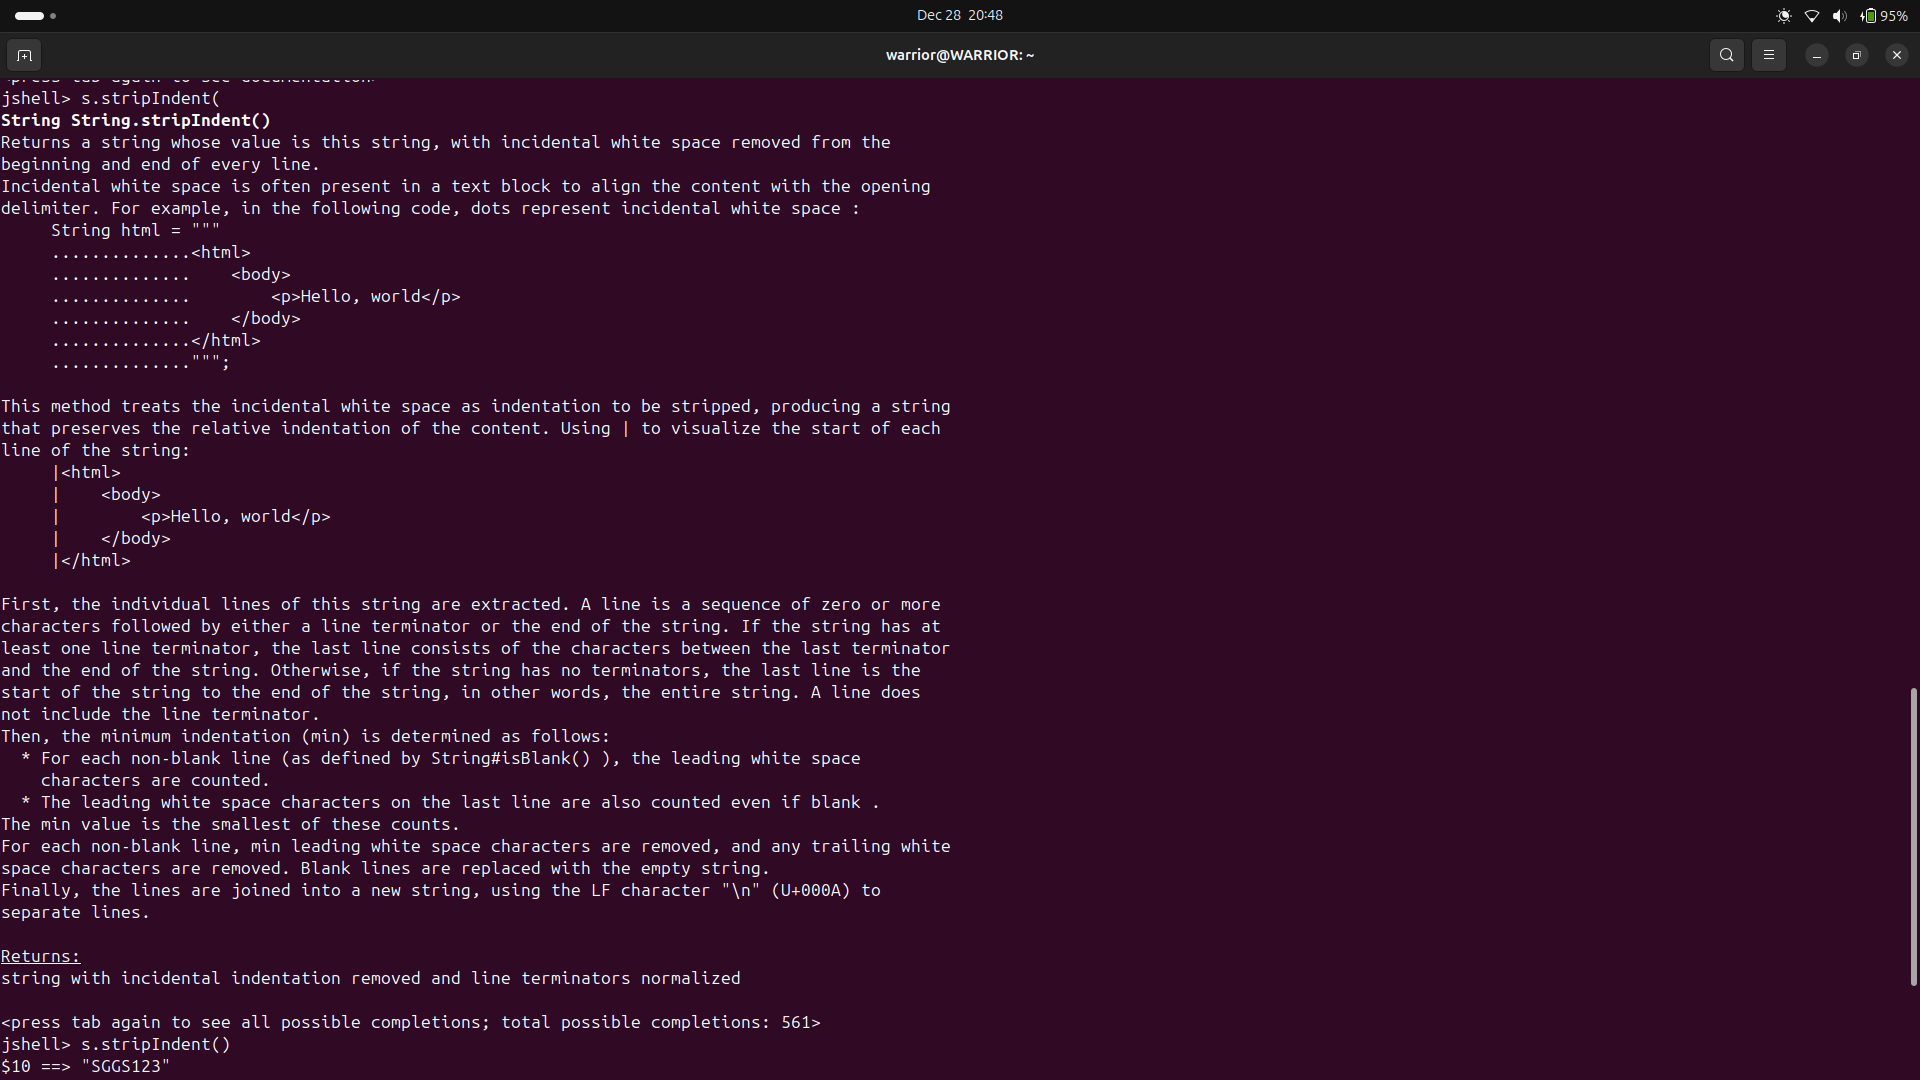 Dec 28 20:48
95%
warrior@WARRIOR: ~
<press tab again to see documentation>
jshell> s.stripIndent(
String String.stripIndent()
Returns a string whose value is this string, with incidental white space removed from the
beginning and end of every line.
Incidental white space is often present in a text block to align the content with the opening
delimiter. For example, in the following code, dots represent incidental white space :
     String html = """
     ..............<html>
     ..............    <body>
     ..............        <p>Hello, world</p>
     ..............    </body>
     ..............</html>
     ..............""";
This method treats the incidental white space as indentation to be stripped, producing a string
that preserves the relative indentation of the content. Using | to visualize the start of each
line of the string:
     |<html>
     |    <body>
     |        <p>Hello, world</p>
     |    </body>
     |</html>
First, the individual lines of this string are extracted. A line is a sequence of zero or more
characters followed by either a line terminator or the end of the string. If the string has at
least one line terminator, the last line consists of the characters between the last terminator
and the end of the string. Otherwise, if the string has no terminators, the last line is the
start of the string to the end of the string, in other words, the entire string. A line does
not include the line terminator.
Then, the minimum indentation (min) is determined as follows:
  * For each non-blank line (as defined by String#isBlank() ), the leading white space
    characters are counted.
  * The leading white space characters on the last line are also counted even if blank .
The min value is the smallest of these counts.
For each non-blank line, min leading white space characters are removed, and any trailing white
space characters are removed. Blank lines are replaced with the empty string.
Finally, the lines are joined into a new string, using the LF character "\n" (U+000A) to
separate lines.
Returns:
string with incidental indentation removed and line terminators normalized
<press tab again to see all possible completions; total possible completions: 561>
jshell> s.stripIndent()
$10 ==> "SGGS123"